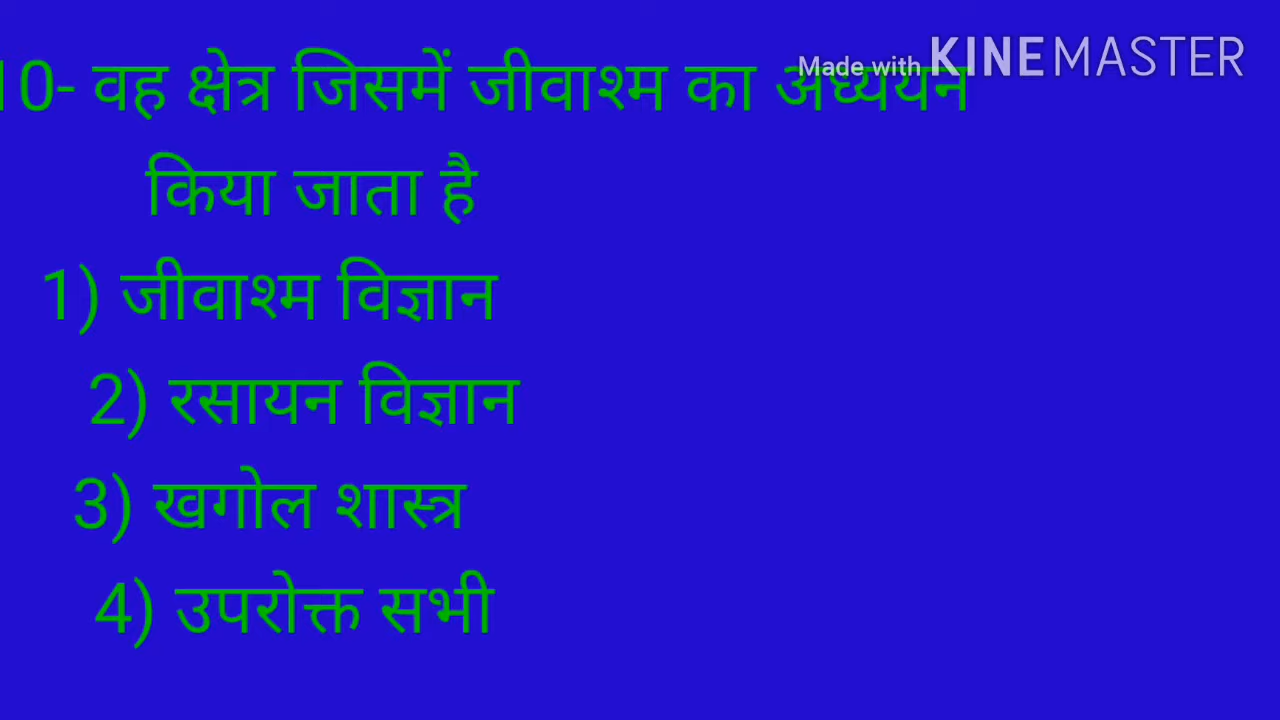 10- वह क्षेत्र जिसमें जीवाश्म का अध्ययन
Made with KINEMASTER
किया जाता है
1) जीवाश्म विज्ञान
2) रसायन विज्ञान
3) खगोल शास्त्र
4) उपरोक्त सभी